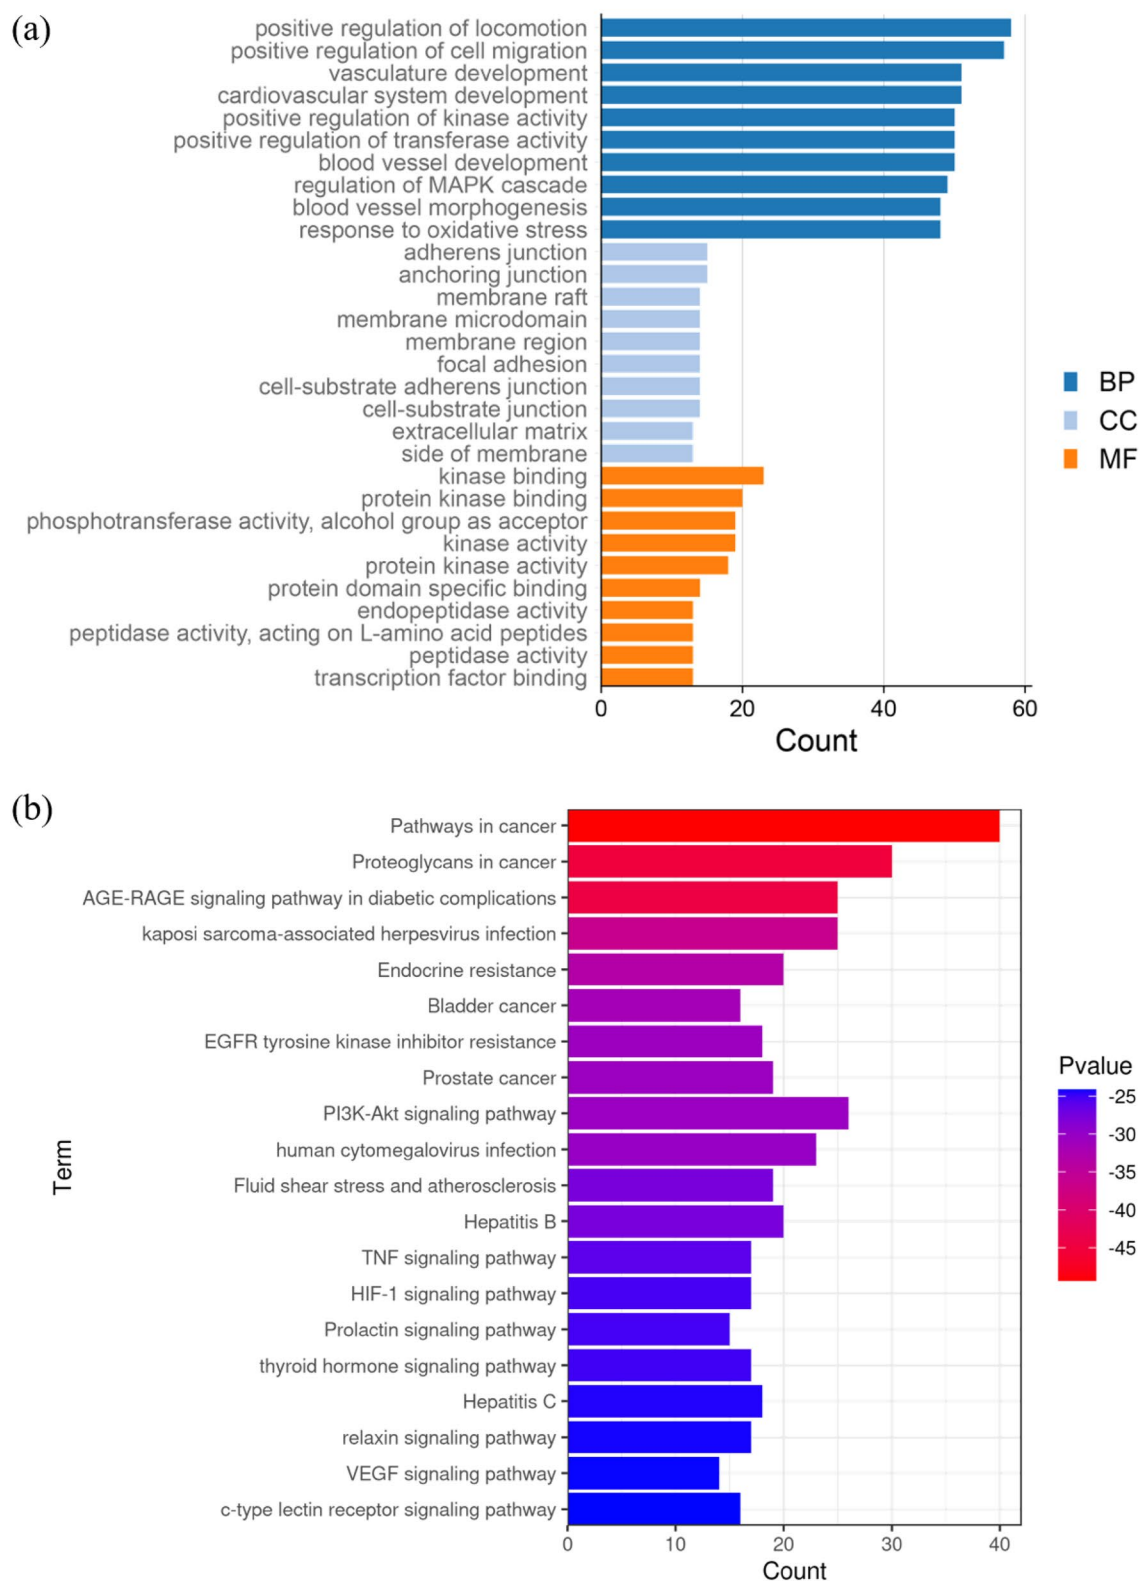 (a)
positive regulation of locomotion
positive regulation of cell migration
vasculature development
cardiovascular system development
positive regulation of kinase activity
positive regulation of transferase activity
blood vessel development
regulation of MAPK cascade
blood vessel morphogenesis
response to oxidative stress
adherens junction
anchoring junction
membrane raft
membrane microdomain
membrane region
focal adhesion
cell-substrate adherens junction
cell-substrate junction
extracellular matrix
side of membrane
kinase binding
protein kinase binding
phosphotransferase activity, alcohol group as acceptor
kinase activity
protein kinase activity
protein domain specific binding
endopeptidase activity
peptidase activity, acting on L-amino acid peptides
peptidase activity
transcription factor binding
0 20 40 60
Count
BP
CC
MF
(b)
Term
Pathways in cancer
Proteoglycans in cancer
AGE-RAGE signaling pathway in diabetic complications
kaposi sarcoma-associated herpesvirus infection
Endocrine resistance
Bladder cancer
EGFR tyrosine kinase inhibitor resistance
Prostate cancer
PI3K-Akt signaling pathway
human cytomegalovirus infection
Fluid shear stress and atherosclerosis
Hepatitis B
TNF signaling pathway
HIF-1 signaling pathway
Prolactin signaling pathway
thyroid hormone signaling pathway
Hepatitis C
relaxin signaling pathway
VEGF signaling pathway
c-type lectin receptor signaling pathway
0 10 20 30 40
Count
Pvalue
-25
-30
-35
-40
-45